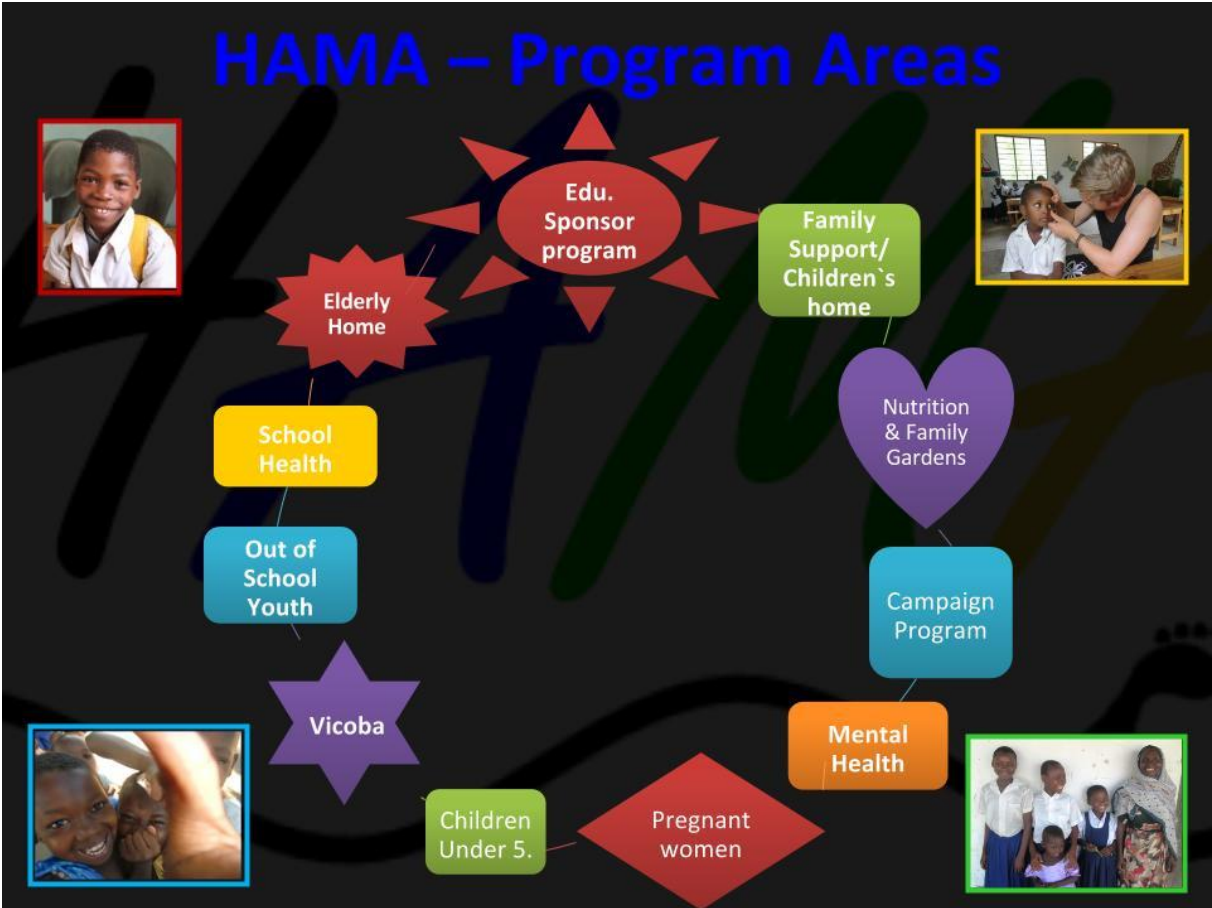 HAMA – Program Areas
Edu.
Sponsor
program
Family
Support/
Children`s
home
Nutrition
& Family
Gardens
Campaign
Program
Mental
Health
Pregnant
women
Children
Under 5.
Vicoba
Out of
School
Youth
School
Health
Elderly
Home
HAMA